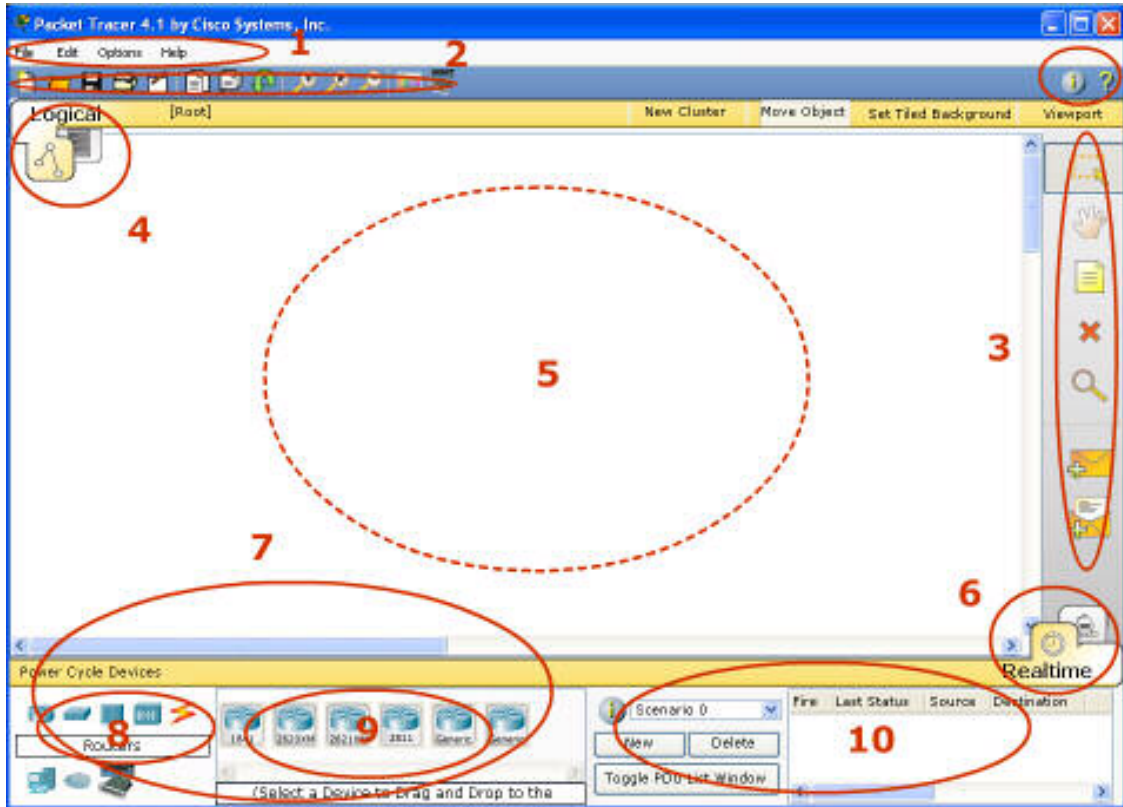 Packet Tracer 4.1 by Cisco Systems, Inc.
1
File Edit Options Help
2
Logical [Root] New Cluster Move Object Set Tiled Background Viewport
4
3
5
7
6
Power Cycle Devices
Realtime
8
Routers
9
1841 2620XM 2621XM 2811 Generic Generic
(Select a Device to Drag and Drop to the
Scenario 0
New Delete
Toggle PDU List Window
Fire Last Status Source Destination
10